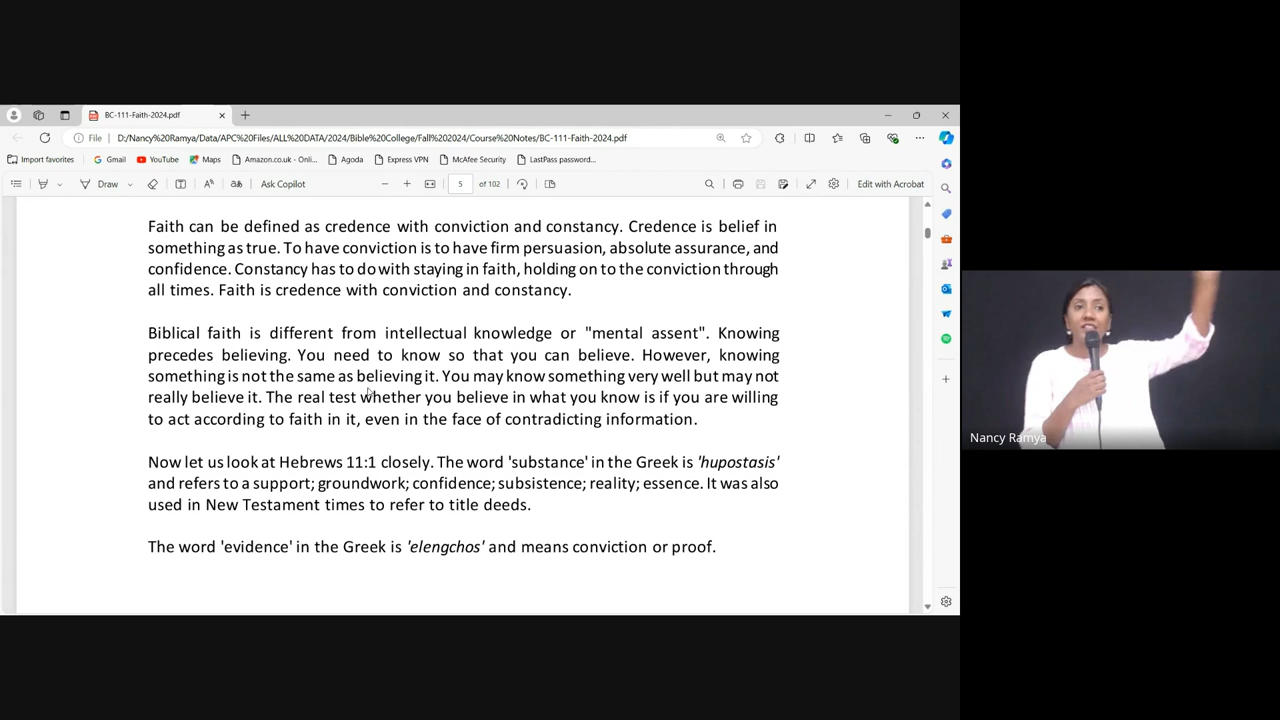 BC-111-Faith-2024.pdf
File
D:/Nancy%20Ramya/Data/APC%20Files/ALL%20DATA/2024/Bible%20College/Fall%202024/Course%20Notes/BC-111-Faith-2024.pdf
Import favorites
Gmail
YouTube
Maps
Amazon.co.uk - Onli...
Agoda
Express VPN
McAfee Security
LastPass password...
Draw
Ask Copilot
5
of 102
Edit with Acrobat
Faith can be defined as credence with conviction and constancy. Credence is belief in
something as true. To have conviction is to have firm persuasion, absolute assurance, and
confidence. Constancy has to do with staying in faith, holding on to the conviction through
all times. Faith is credence with conviction and constancy.
Biblical faith is different from intellectual knowledge or "mental assent". Knowing
precedes believing. You need to know so that you can believe. However, knowing
something is not the same as believing it. You may know something very well but may not
really believe it. The real test whether you believe in what you know is if you are willing
to act according to faith in it, even in the face of contradicting information.
Now let us look at Hebrews 11:1 closely. The word 'substance' in the Greek is 'hupostasis'
and refers to a support; groundwork; confidence; subsistence; reality; essence. It was also
used in New Testament times to refer to title deeds.
The word 'evidence' in the Greek is 'elengchos' and means conviction or proof.
Nancy Ramya